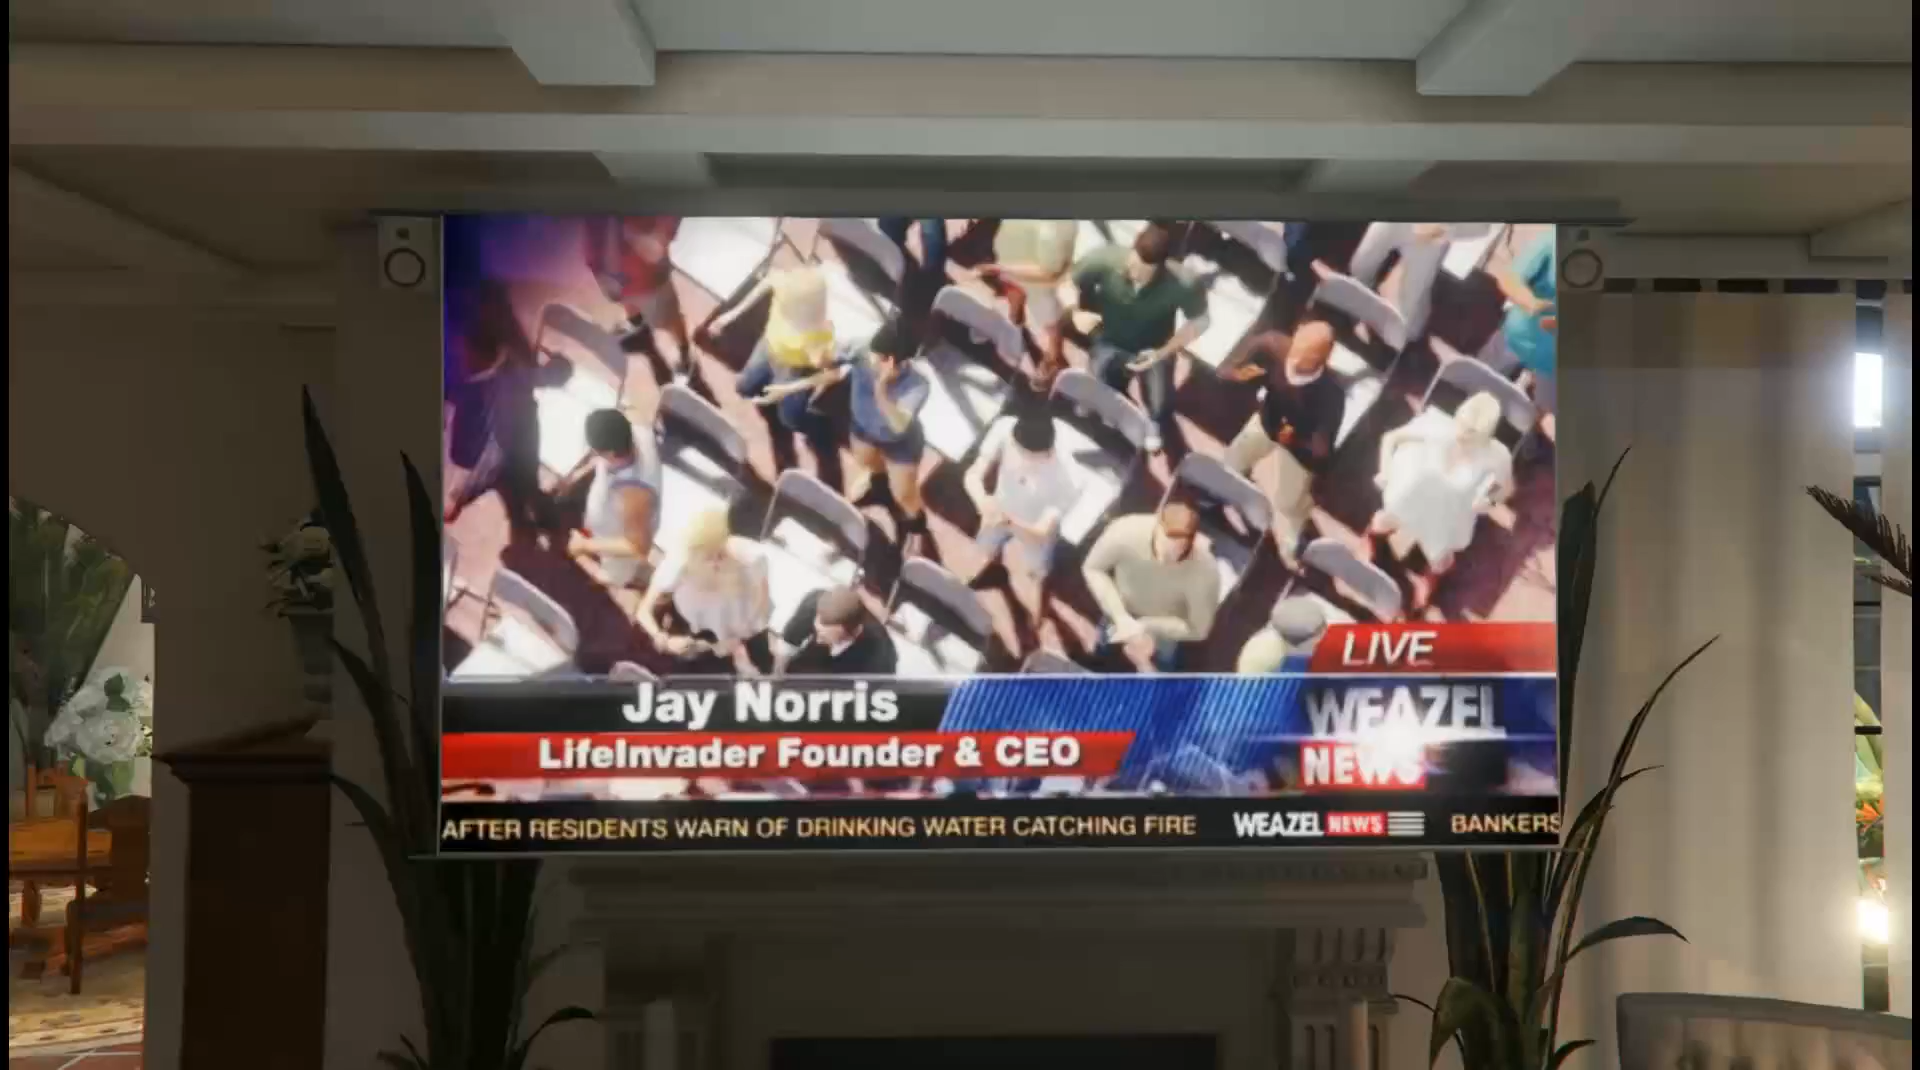 LIVE
Jay Norris
WEAZEL
LifeInvader Founder & CEO
NEWS
AFTER RESIDENTS WARN OF DRINKING WATER CATCHING FIRE WEAZEL NEWS BANKERS